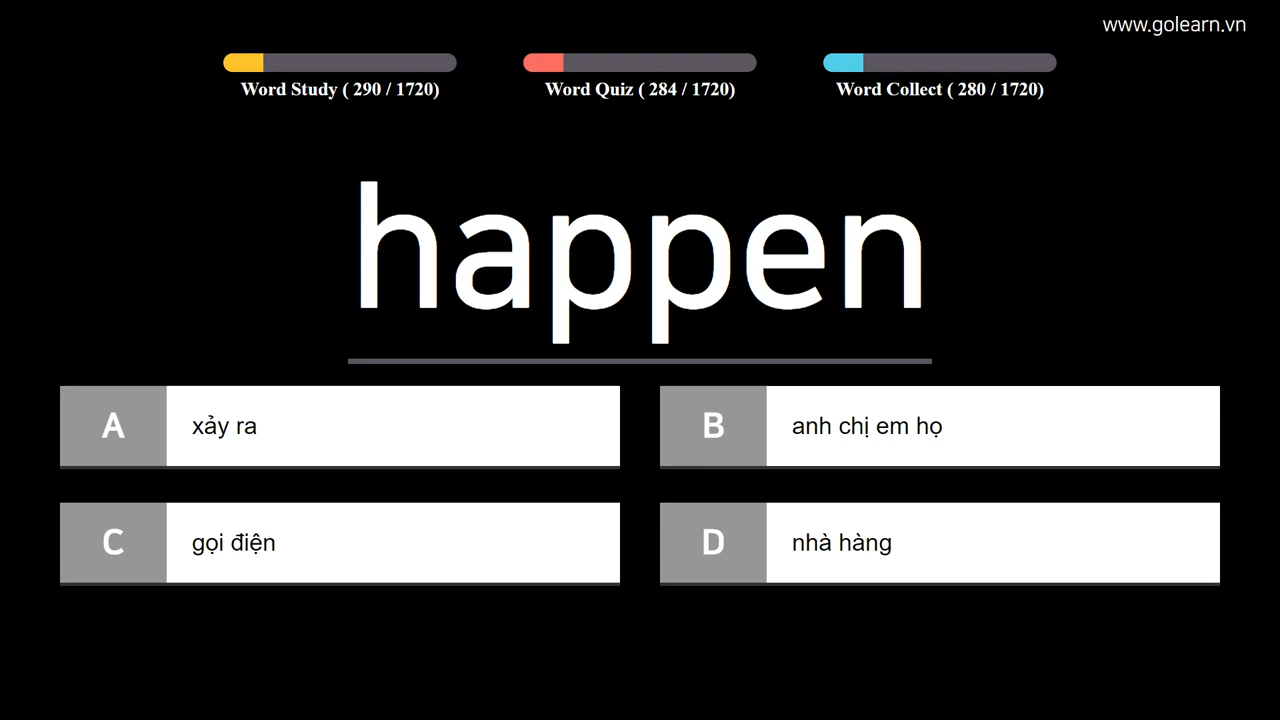 www.golearn.vn
Word Study ( 290 / 1720)
Word Quiz ( 284 / 1720)
Word Collect ( 280 / 1720)
happen
A xảy ra
B anh chị em họ
C gọi điện
D nhà hàng